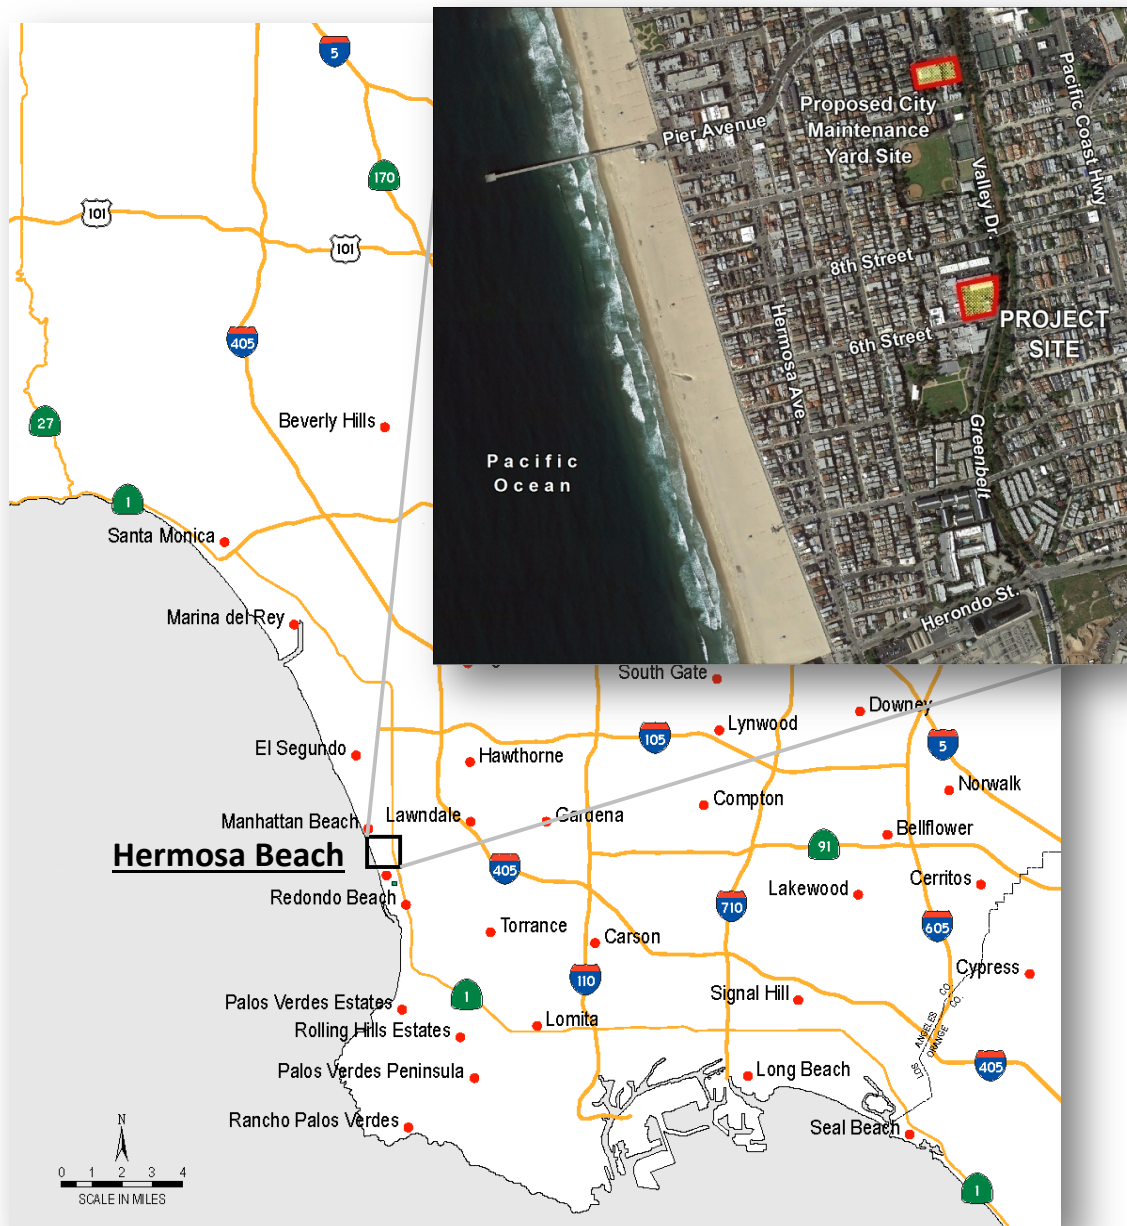 5
170
101
101
405
27
1
Beverly Hills
Santa Monica
Marina del Rey
El Segundo
Manhattan Beach
Hermosa Beach
Redondo Beach
Hawthorne
Lawndale
Gardena
105
South Gate
Lynwood
Downey
5
Norwalk
Compton
Bellflower
91
405
Lakewood
Cerritos
710
605
Torrance
Carson
Cypress
110
1
Signal Hill
Palos Verdes Estates
Rolling Hills Estates
Lomita
Palos Verdes Peninsula
Long Beach
405
Rancho Palos Verdes
Seal Beach
1
LOS ANGELES CO.
ORANGE CO.
N
0 1 2 3 4
SCALE IN MILES
Pier Avenue
Proposed City
Maintenance
Yard Site
Pacific Coast Hwy
Valley Dr.
8th Street
6th Street
PROJECT
SITE
Hermosa Ave.
Greenbelt
Pacific
Ocean
Herondo St.